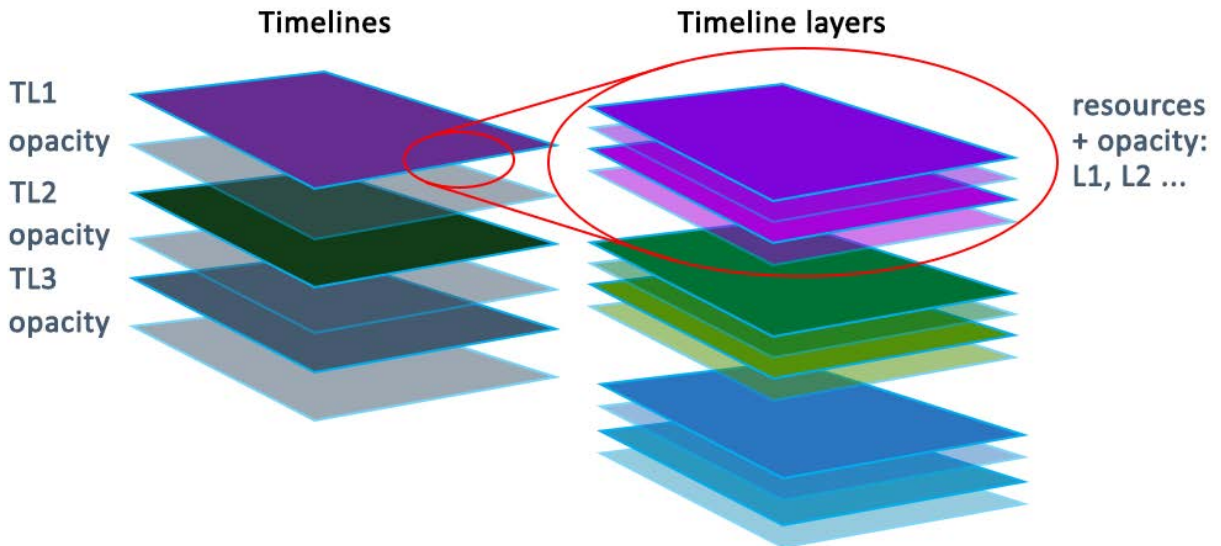 Timelines
Timeline layers
TL1
opacity
TL2
opacity
TL3
opacity
resources
+ opacity:
L1, L2 ...